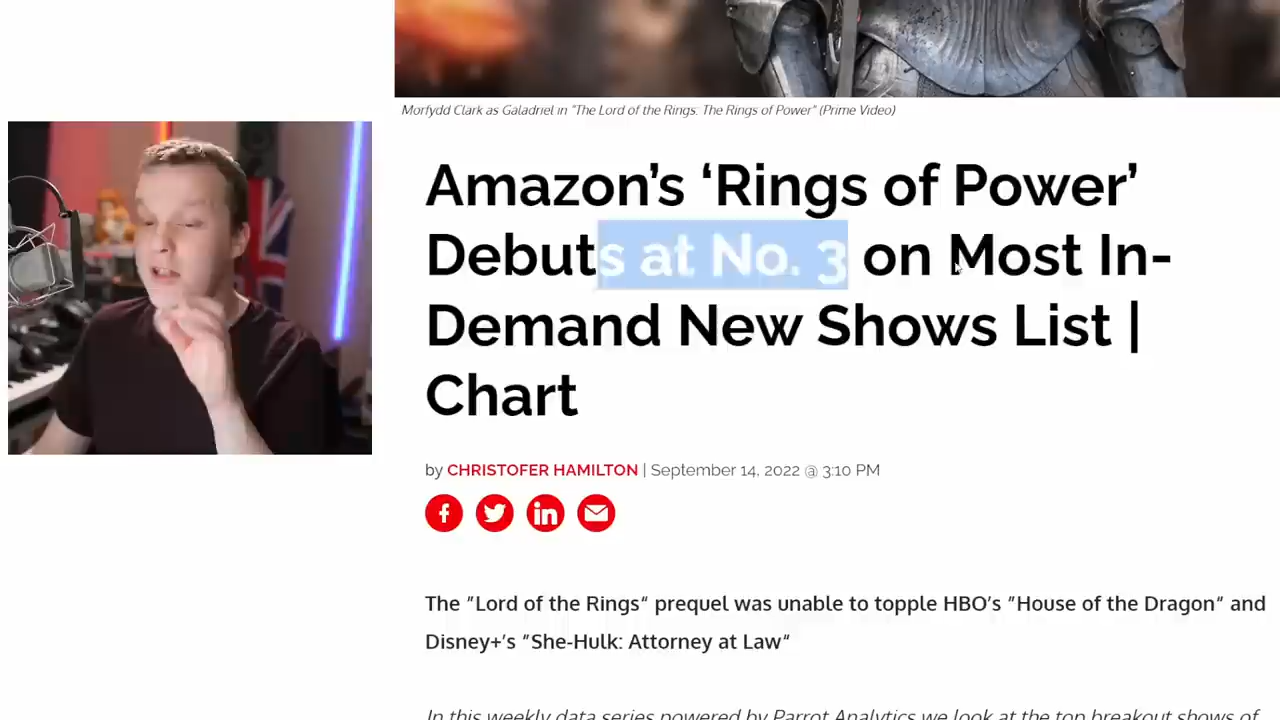 Morfydd Clark as Galadriel in "The Lord of the Rings: The Rings of Power" (Prime Video)
Amazon’s ‘Rings of Power’
Debuts at No. 3 on Most In-
Demand New Shows List |
Chart
by CHRISTOFER HAMILTON | September 14, 2022 @ 3:10 PM
The “Lord of the Rings“ prequel was unable to topple HBO’s “House of the Dragon“ and
Disney+’s “She-Hulk: Attorney at Law“
In this weekly data series powered by Parrot Analytics we look at the top breakout shows of